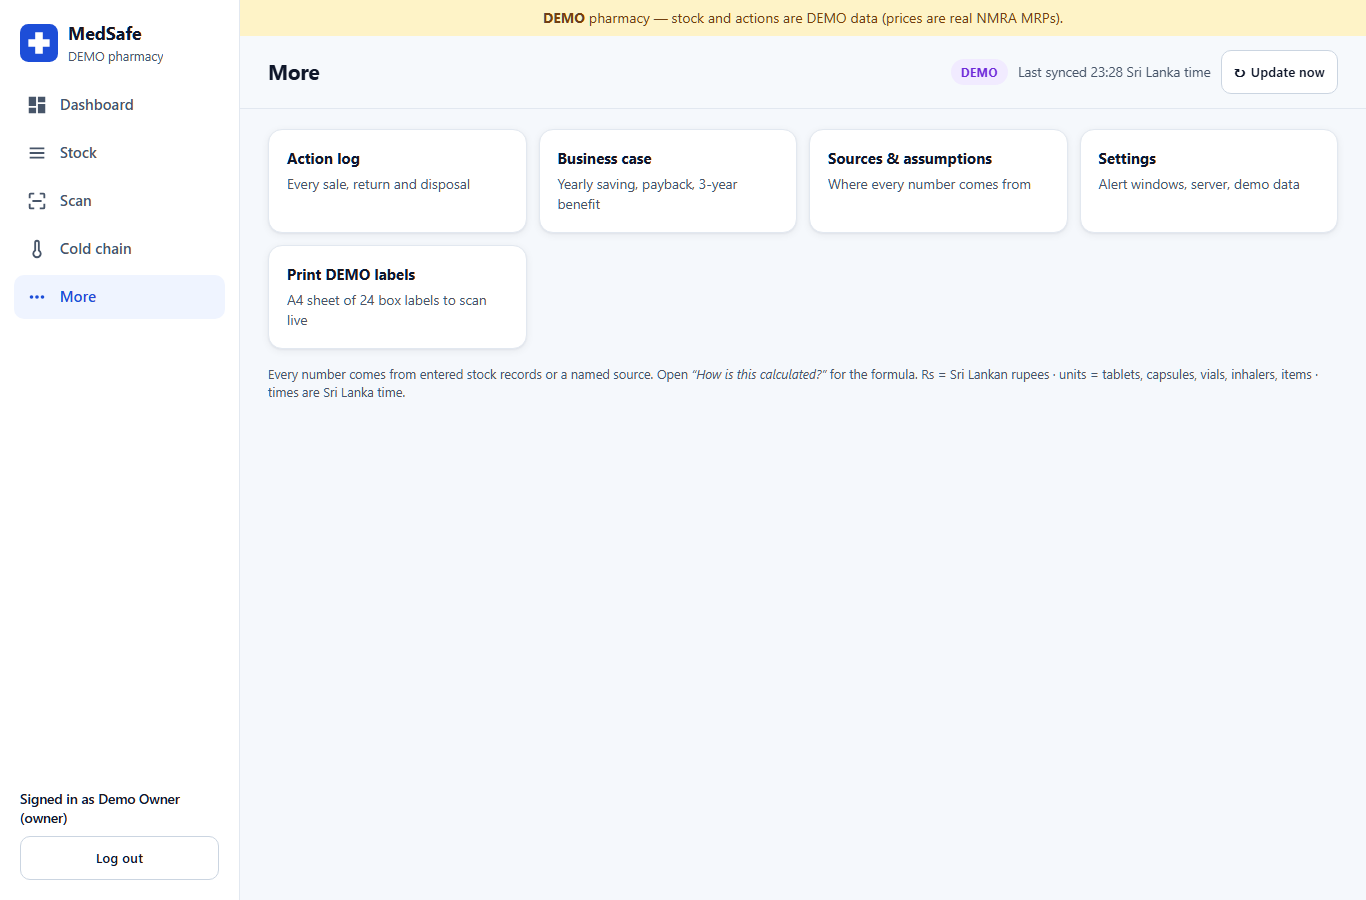 DEMO pharmacy — stock and actions are DEMO data (prices are real NMRA MRPs).
MedSafe
DEMO pharmacy
Dashboard
Stock
Scan
Cold chain
More
Signed in as Demo Owner
(owner)
Log out
More
DEMO
Last synced 23:28 Sri Lanka time
↻ Update now
Action log
Every sale, return and disposal
Business case
Yearly saving, payback, 3-year
benefit
Sources & assumptions
Where every number comes from
Settings
Alert windows, server, demo data
Print DEMO labels
A4 sheet of 24 box labels to scan
live
Every number comes from entered stock records or a named source. Open “How is this calculated?” for the formula. Rs = Sri Lankan rupees · units = tablets, capsules, vials, inhalers, items ·
times are Sri Lanka time.